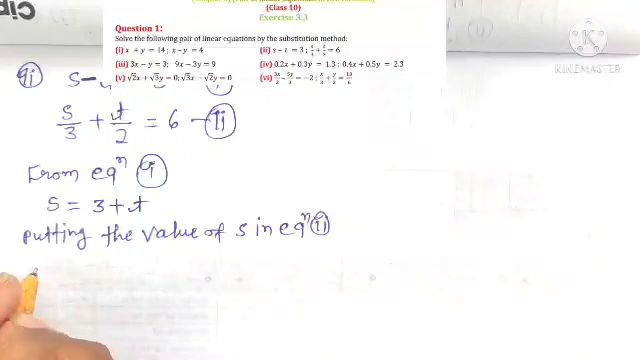 (Class 10)
Exercise 3.3
Question 1:
Solve the following pair of linear equations by the substitution method:
(i) x + y = 14; x − y = 4 (ii) s − t = 3; s/3 + t/2 = 6
(iii) 3x − y = 3; 9x − 3y = 9 (iv) 0.2x + 0.3y = 1.3; 0.4x + 0.5y = 2.3
(v) √2x + √3y = 0; √3x − √2y = 0 (vi) 3x/2 − 5y/3 = −2; x/3 + y/2 = 13/6
KINEMASTER
(ii) s −
s/3 + t/2 = 6 — (ii)
From eqⁿ (i)
s = 3 + t
putting the value of s in eqⁿ (ii)